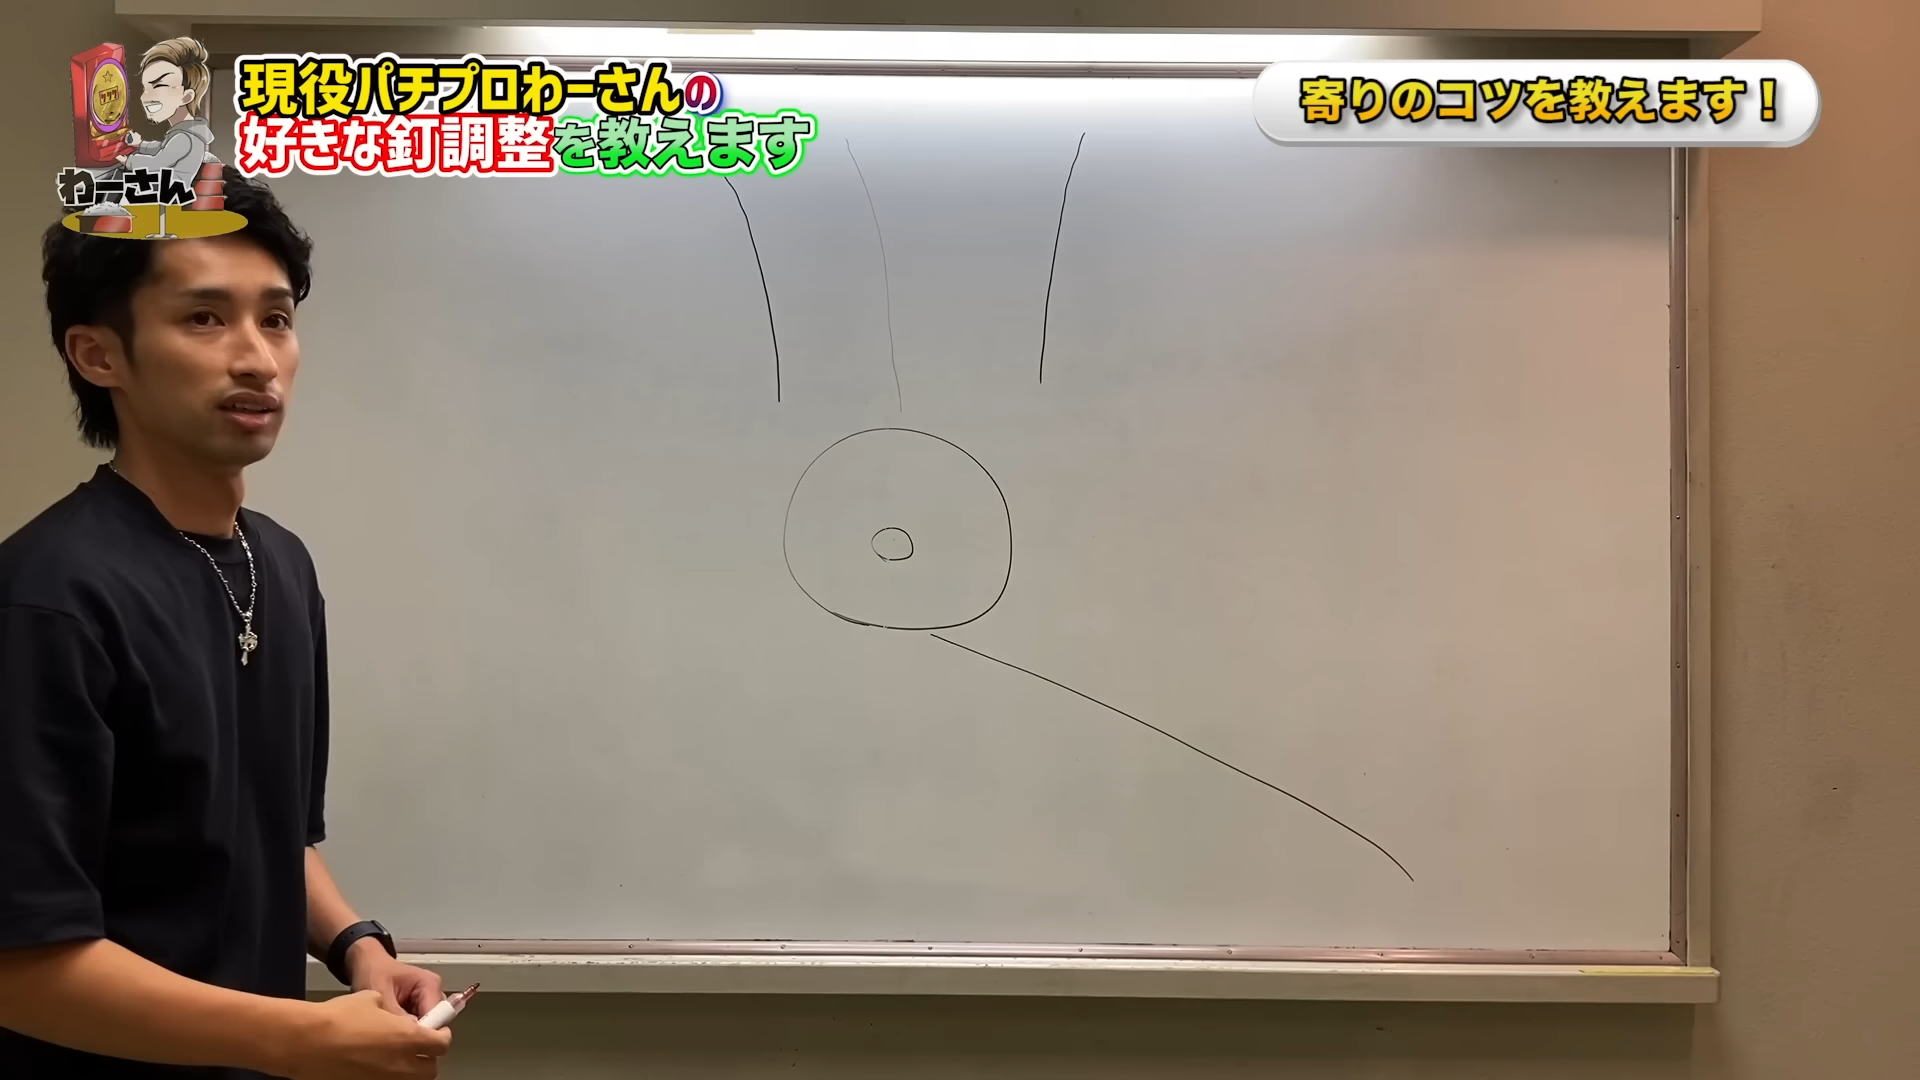 現役パチプロわーさんの
好きな釘調整を教えます
わーさん
寄りのコツを教えます！